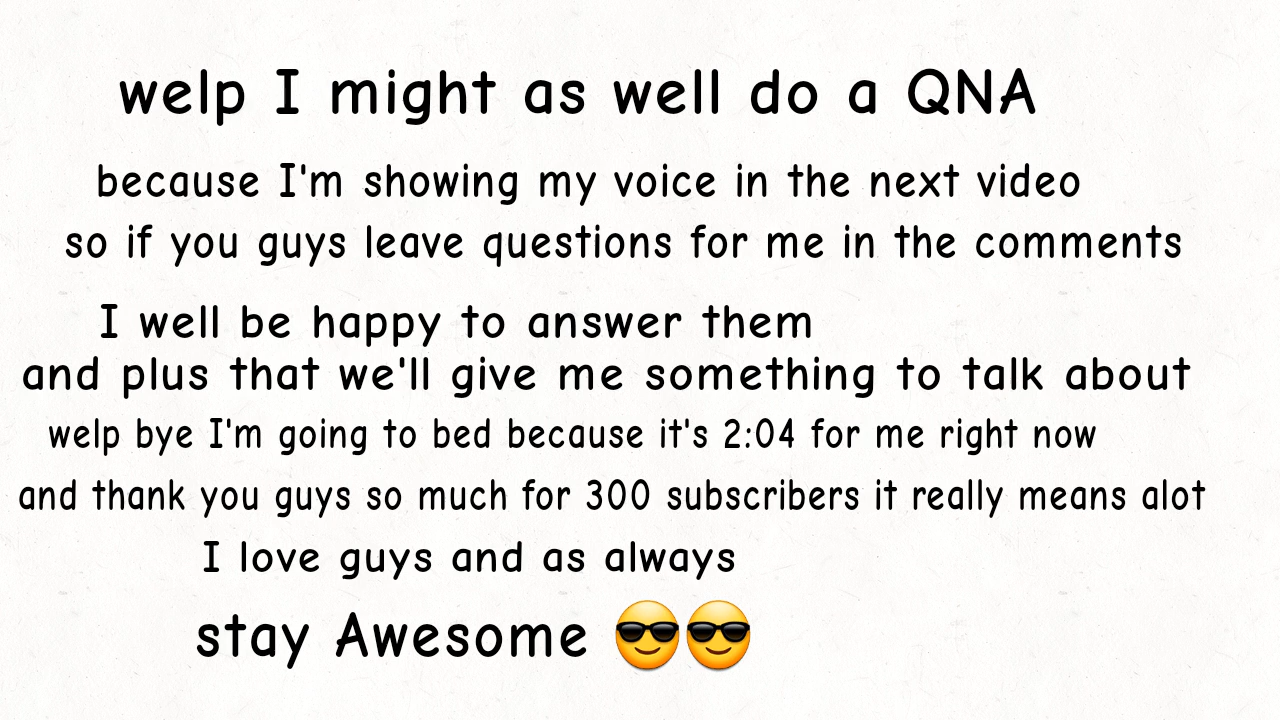 welp I might as well do a QNA
because I'm showing my voice in the next video
so if you guys leave questions for me in the comments
I well be happy to answer them
and plus that we'll give me something to talk about
welp bye I'm going to bed because it's 2:04 for me right now
and thank you guys so much for 300 subscribers it really means alot
I love guys and as always
stay Awesome 😎😎